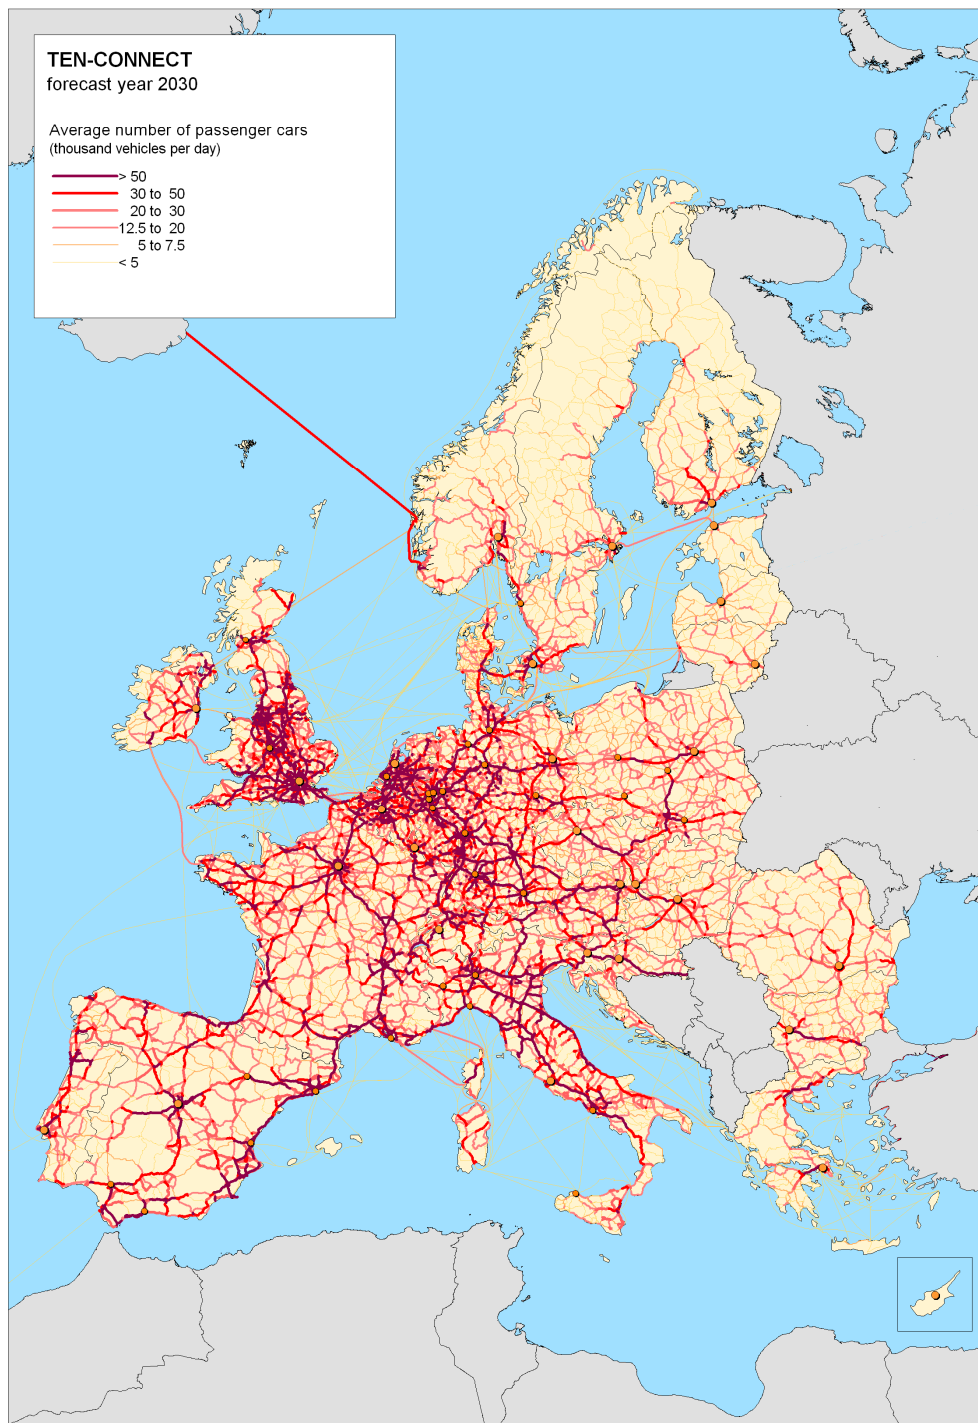 TEN-CONNECT
forecast year 2030
Average number of passenger cars
(thousand vehicles per day)
> 50
30 to 50
20 to 30
12.5 to 20
5 to 7.5
< 5